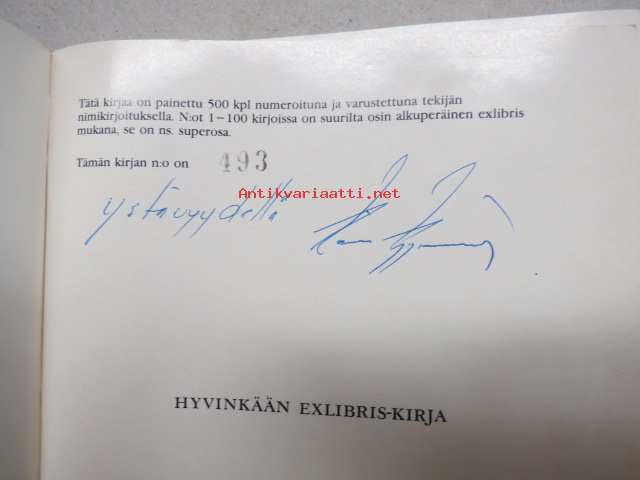 Tätä kirjaa on painettu 500 kpl numeroituna ja varustettuna tekijän
nimikirjoituksella. N:ot 1–100 kirjoissa on suurilta osin alkuperäinen exlibris
mukana, se on ns. superosa.
Tämän kirjan n:o on 493
Antikvariaatti.net
ystävyydellä
HYVINKÄÄN EXLIBRIS-KIRJA